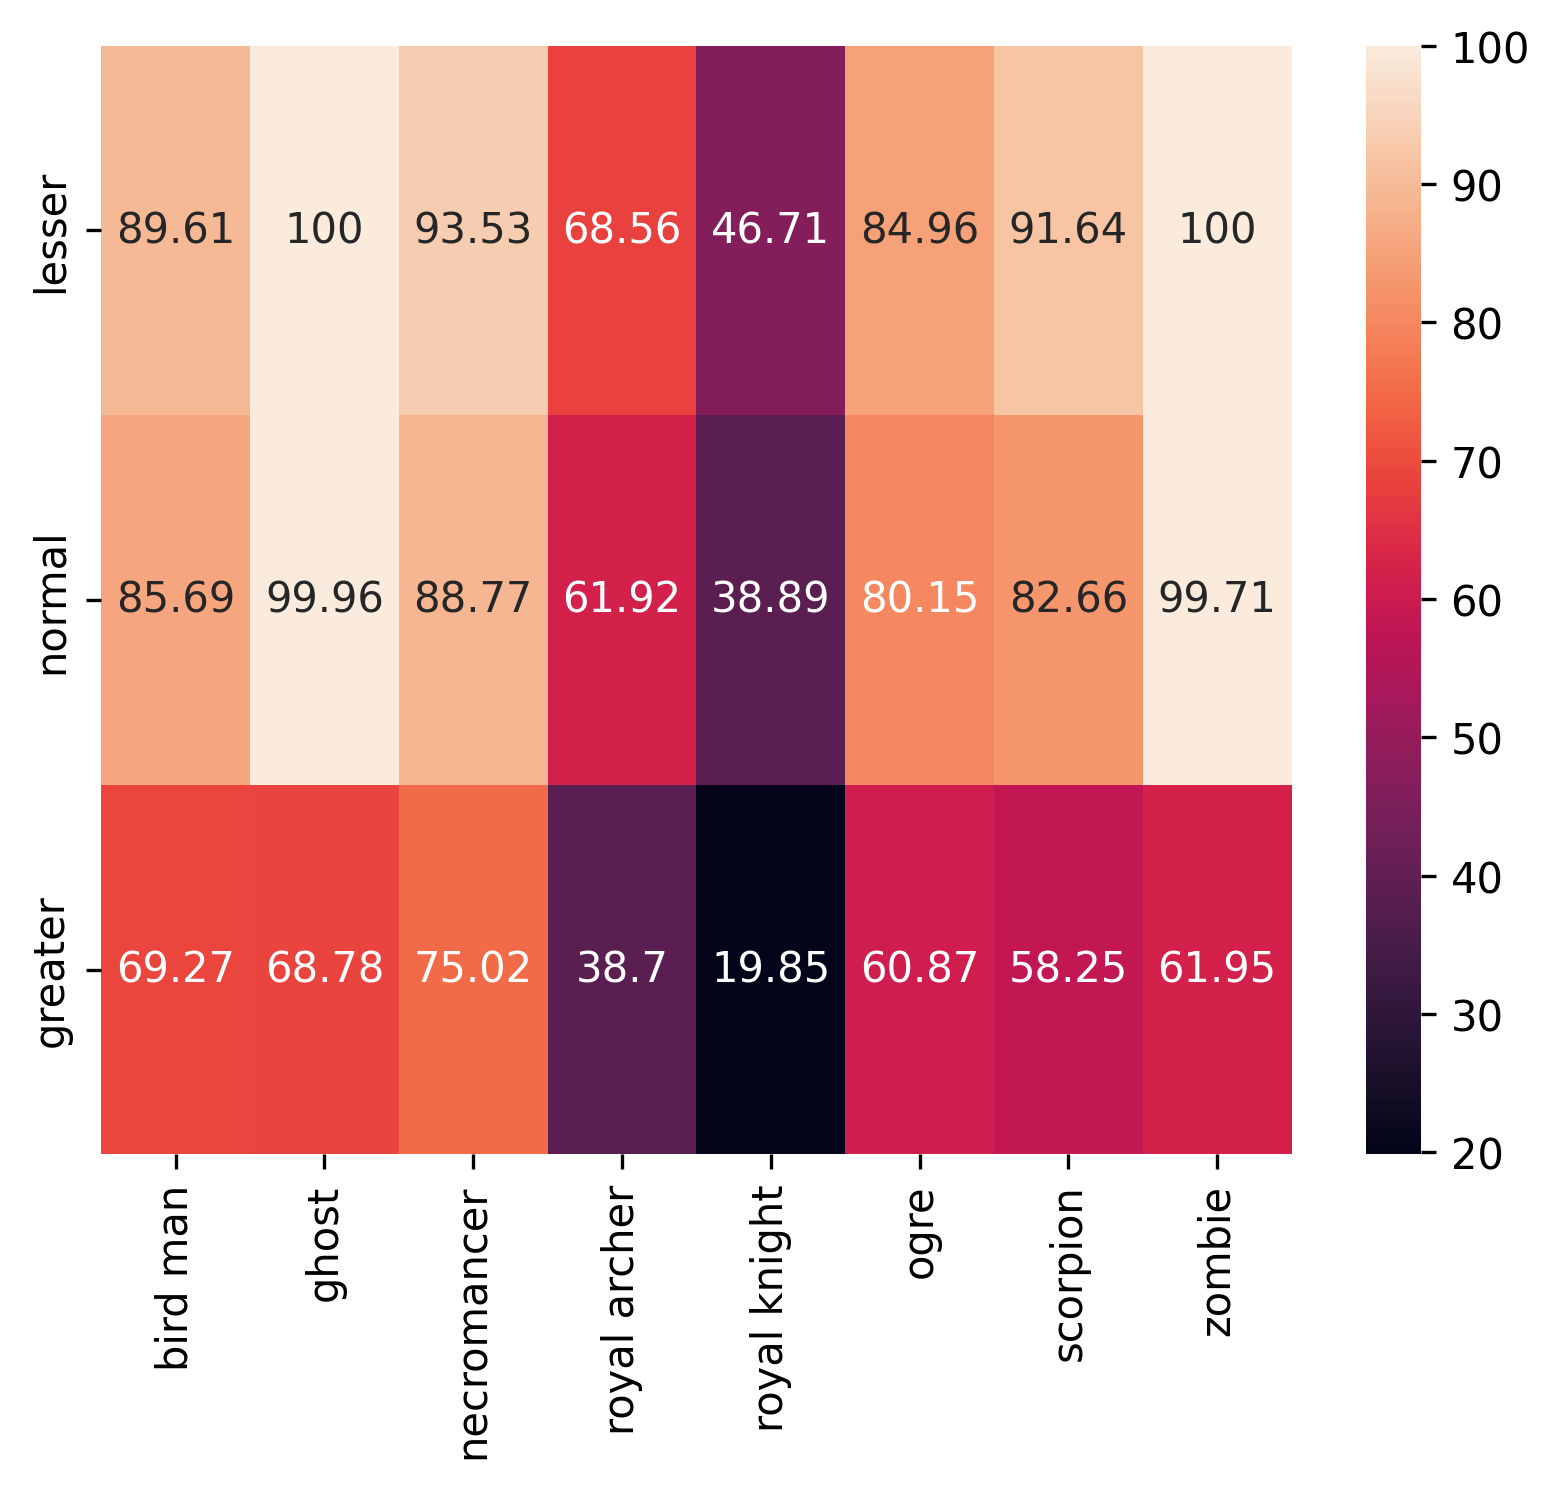 lesser 89.61 100 93.53 68.56 46.71 84.96 91.64 100
normal 85.69 99.96 88.77 61.92 38.89 80.15 82.66 99.71
greater 69.27 68.78 75.02 38.7 19.85 60.87 58.25 61.95
bird man
ghost
necromancer
royal archer
royal knight
ogre
scorpion
zombie
100
90
80
70
60
50
40
30
20